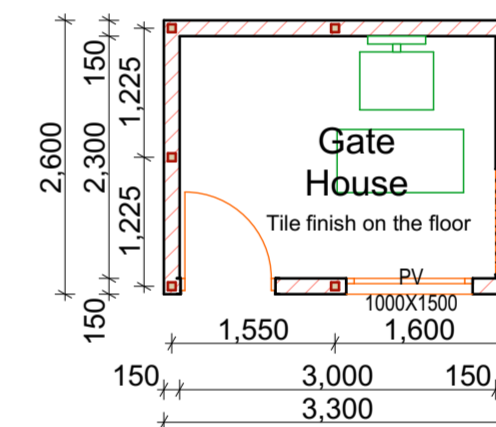 150
1,225
2,600
2,300
1,225
150
Gate
House
Tile finish on the floor
PV
1000X1500
1,550
1,600
150
3,000
150
3,300